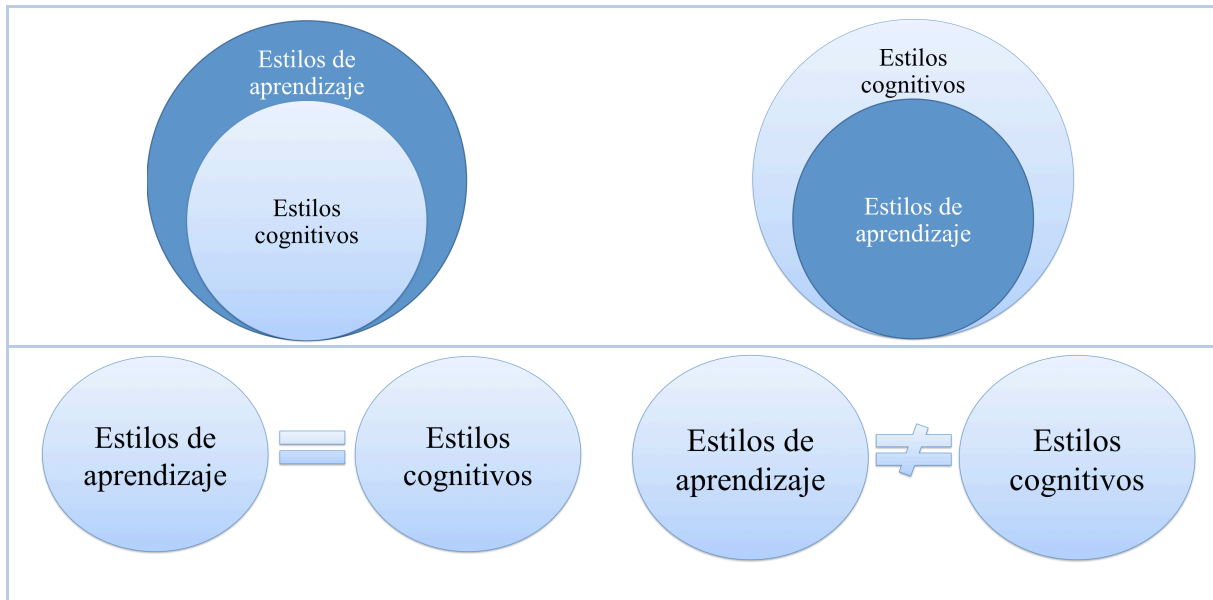 Estilos de
aprendizaje
Estilos
cognitivos
Estilos
cognitivos
Estilos de
aprendizaje
Estilos de
aprendizaje
=
Estilos
cognitivos
Estilos de
aprendizaje
≠
Estilos
cognitivos